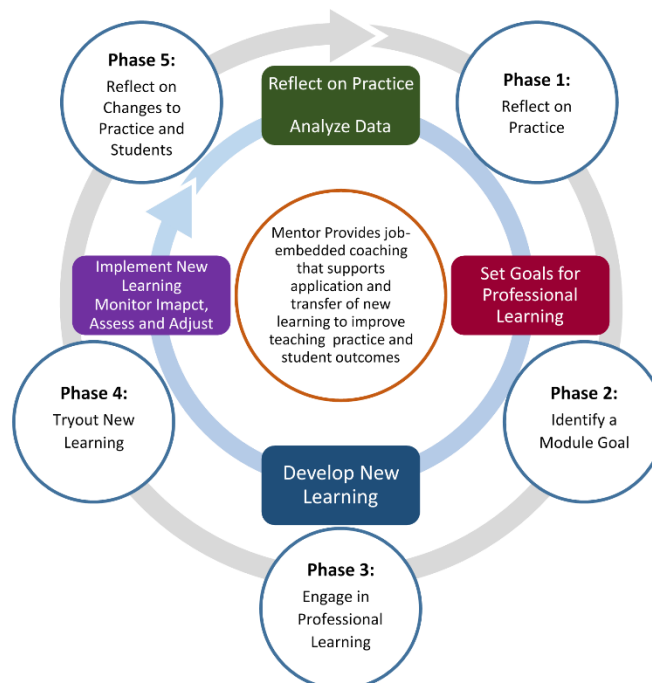 Phase 5:
Reflect on
Changes to
Practice and
Students
Reflect on Practice
Analyze Data
Phase 1:
Reflect on
Practice
Mentor Provides job-
embedded coaching
that supports
application and
transfer of new
learning to improve
teaching practice and
student outcomes
Implement New
Learning
Monitor Imapct,
Assess and Adjust
Set Goals for
Professional
Learning
Phase 4:
Tryout New
Learning
Phase 2:
Identify a
Module Goal
Develop New
Learning
Phase 3:
Engage in
Professional
Learning